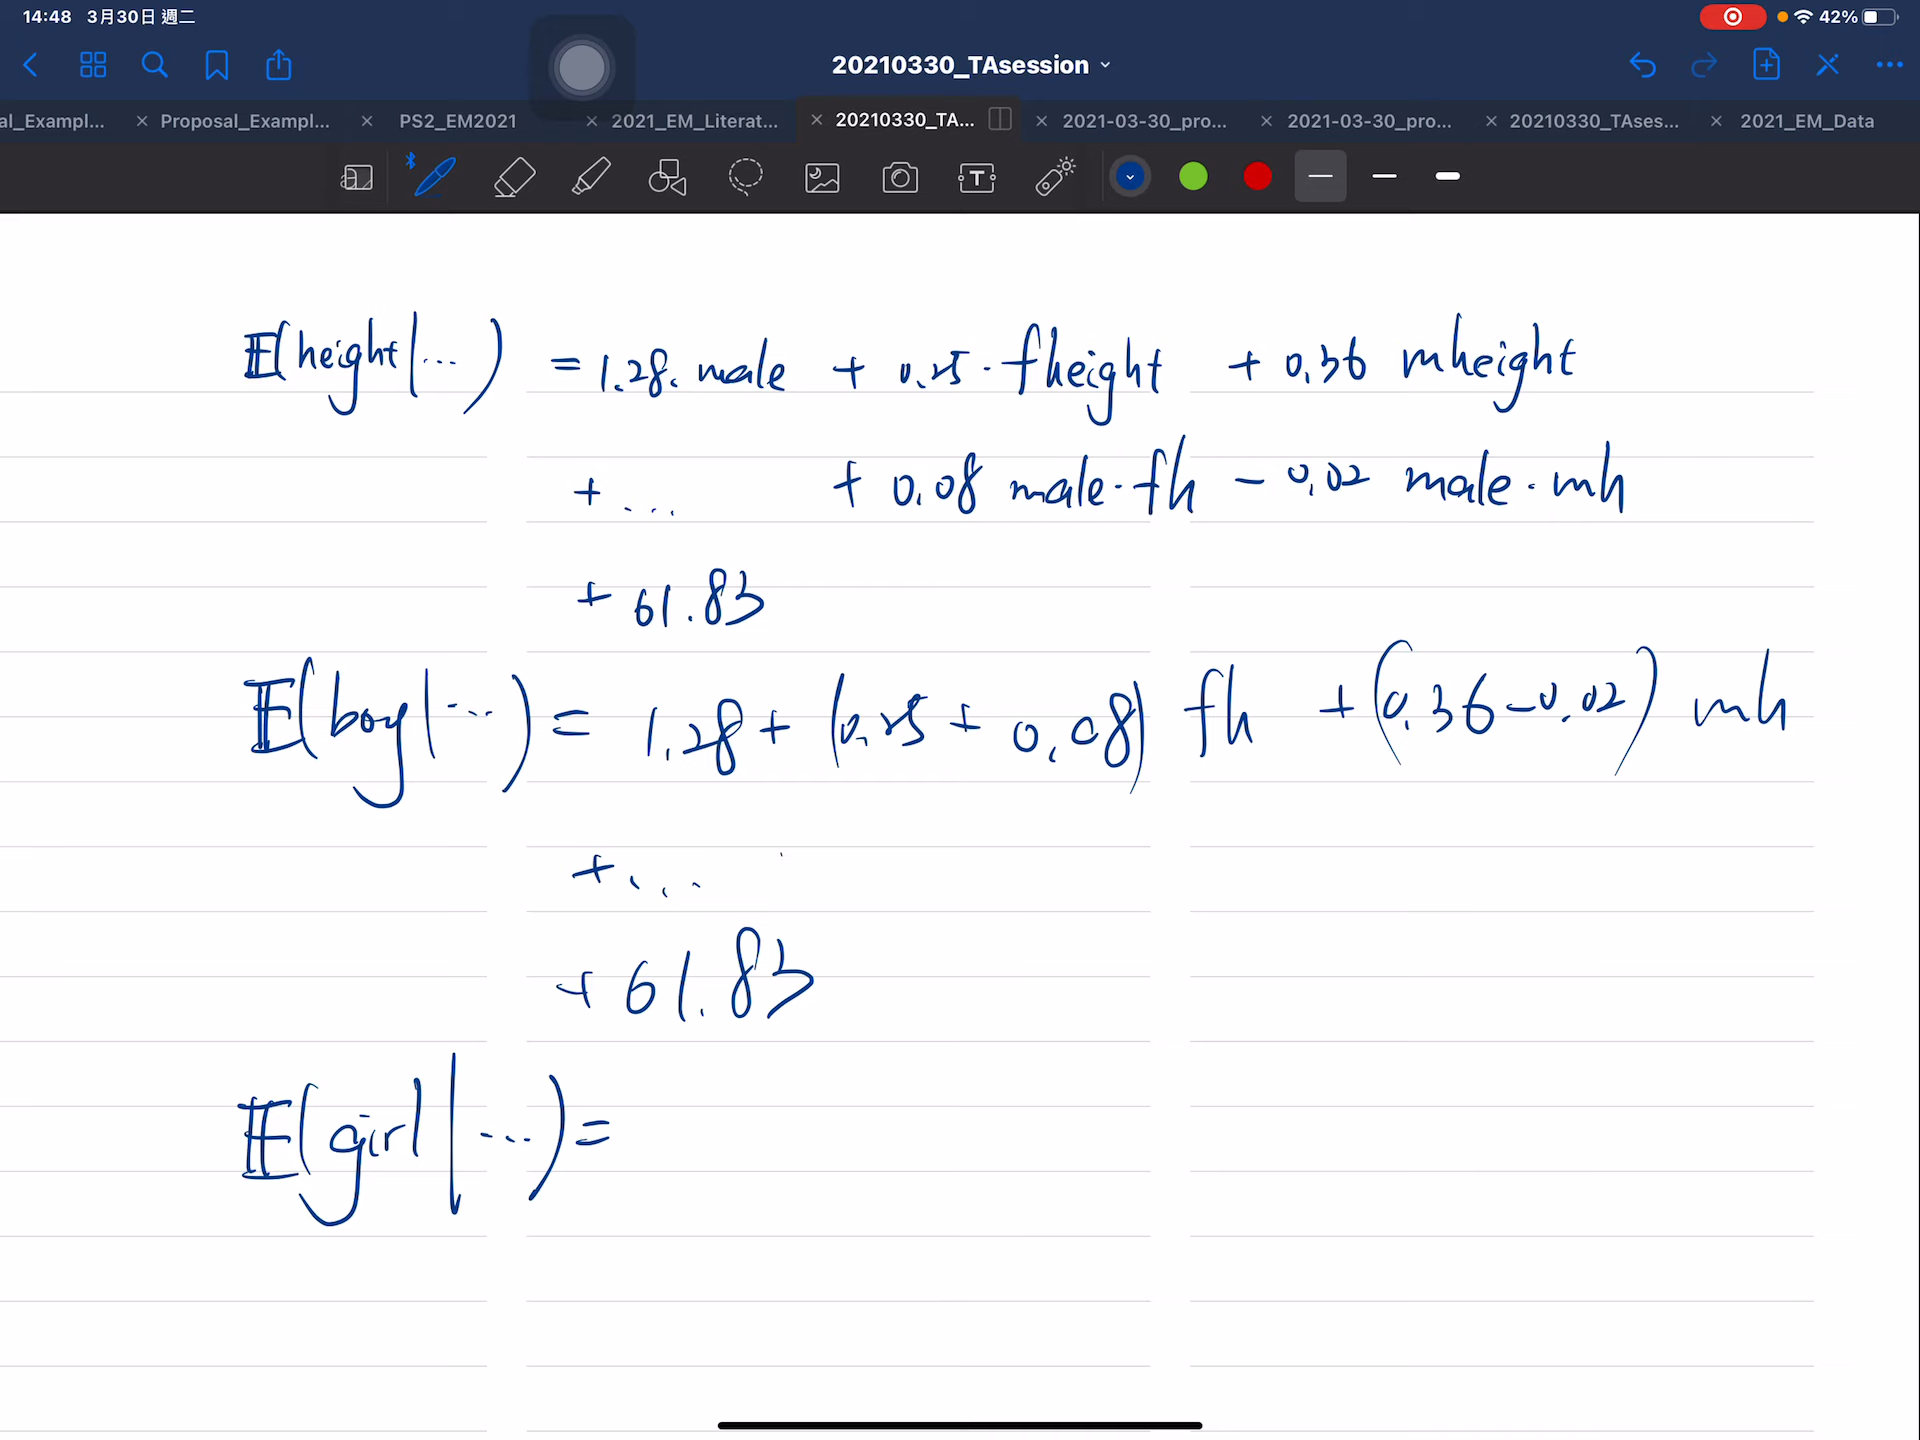 14:48 3月30日 週二
42%
20210330_TAsession
al_Exampl... × Proposal_Exampl... × PS2_EM2021 × 2021_EM_Literat... × 20210330_TA... × 2021-03-30_pro... × 2021-03-30_pro... × 20210330_TAses... × 2021_EM_Data
𝔼(height|...) = 1.28. male + 0.25 · fheight + 0.36 mheight
+ ... + 0.08 male·fh − 0.02 male·mh
+ 61.83
𝔼(boy|...) = 1.28 + (0.25 + 0.08) fh + (0.36−0.02) mh
+ ...
+ 61.83
𝔼(girl|...) =